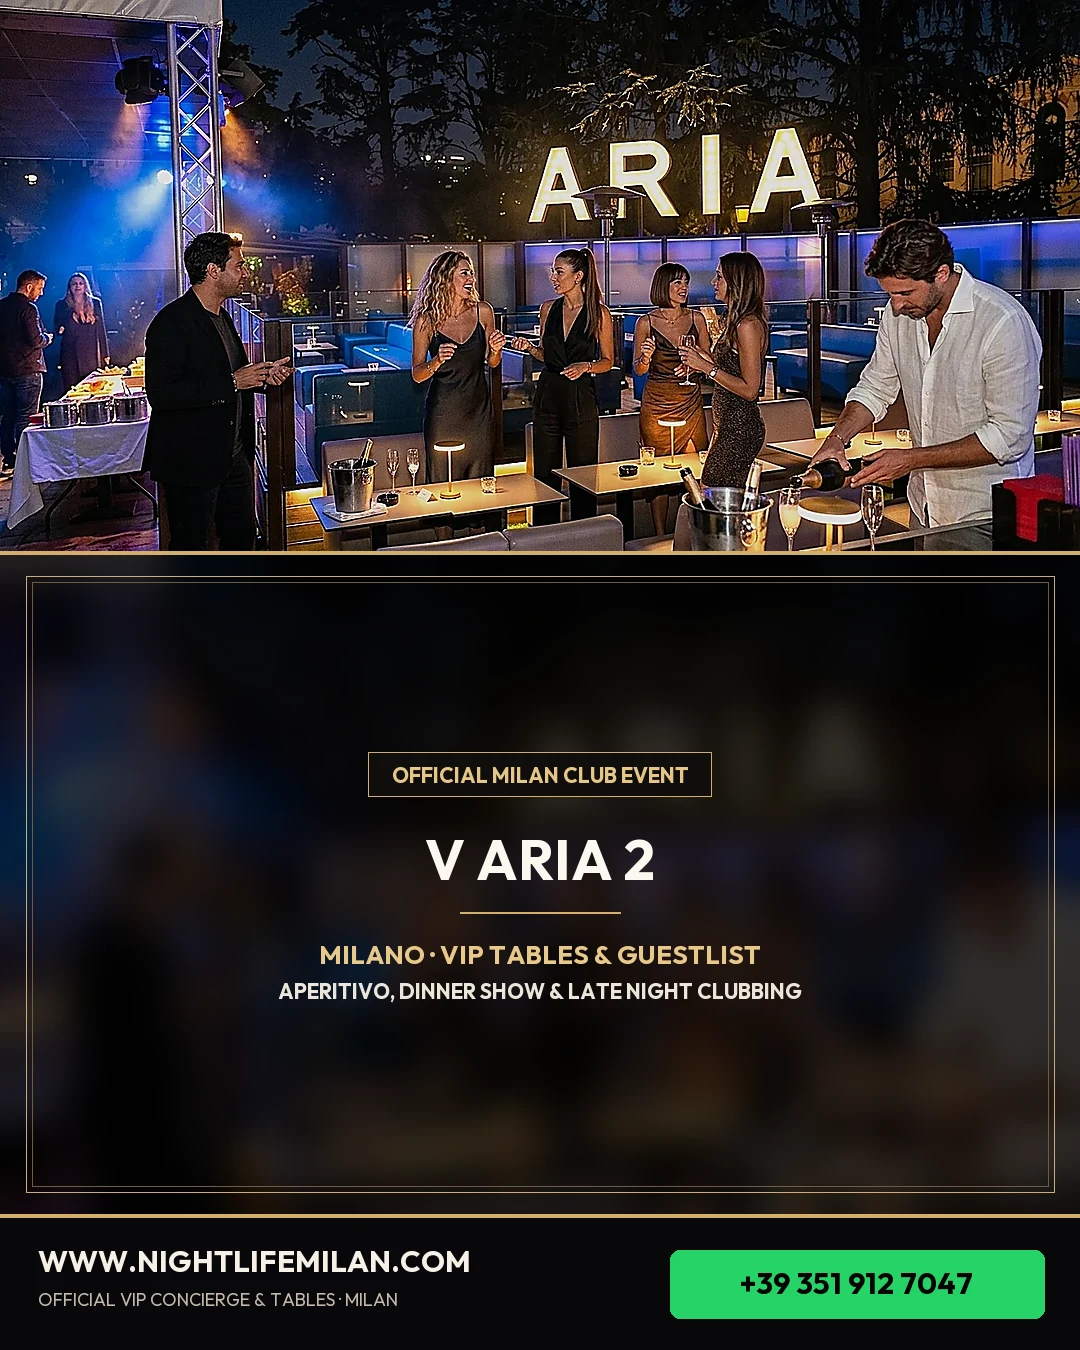 ARIA
OFFICIAL MILAN CLUB EVENT
V ARIA 2
MILANO · VIP TABLES & GUESTLIST
APERITIVO, DINNER SHOW & LATE NIGHT CLUBBING
WWW.NIGHTLIFEMILAN.COM
OFFICIAL VIP CONCIERGE & TABLES · MILAN
+39 351 912 7047